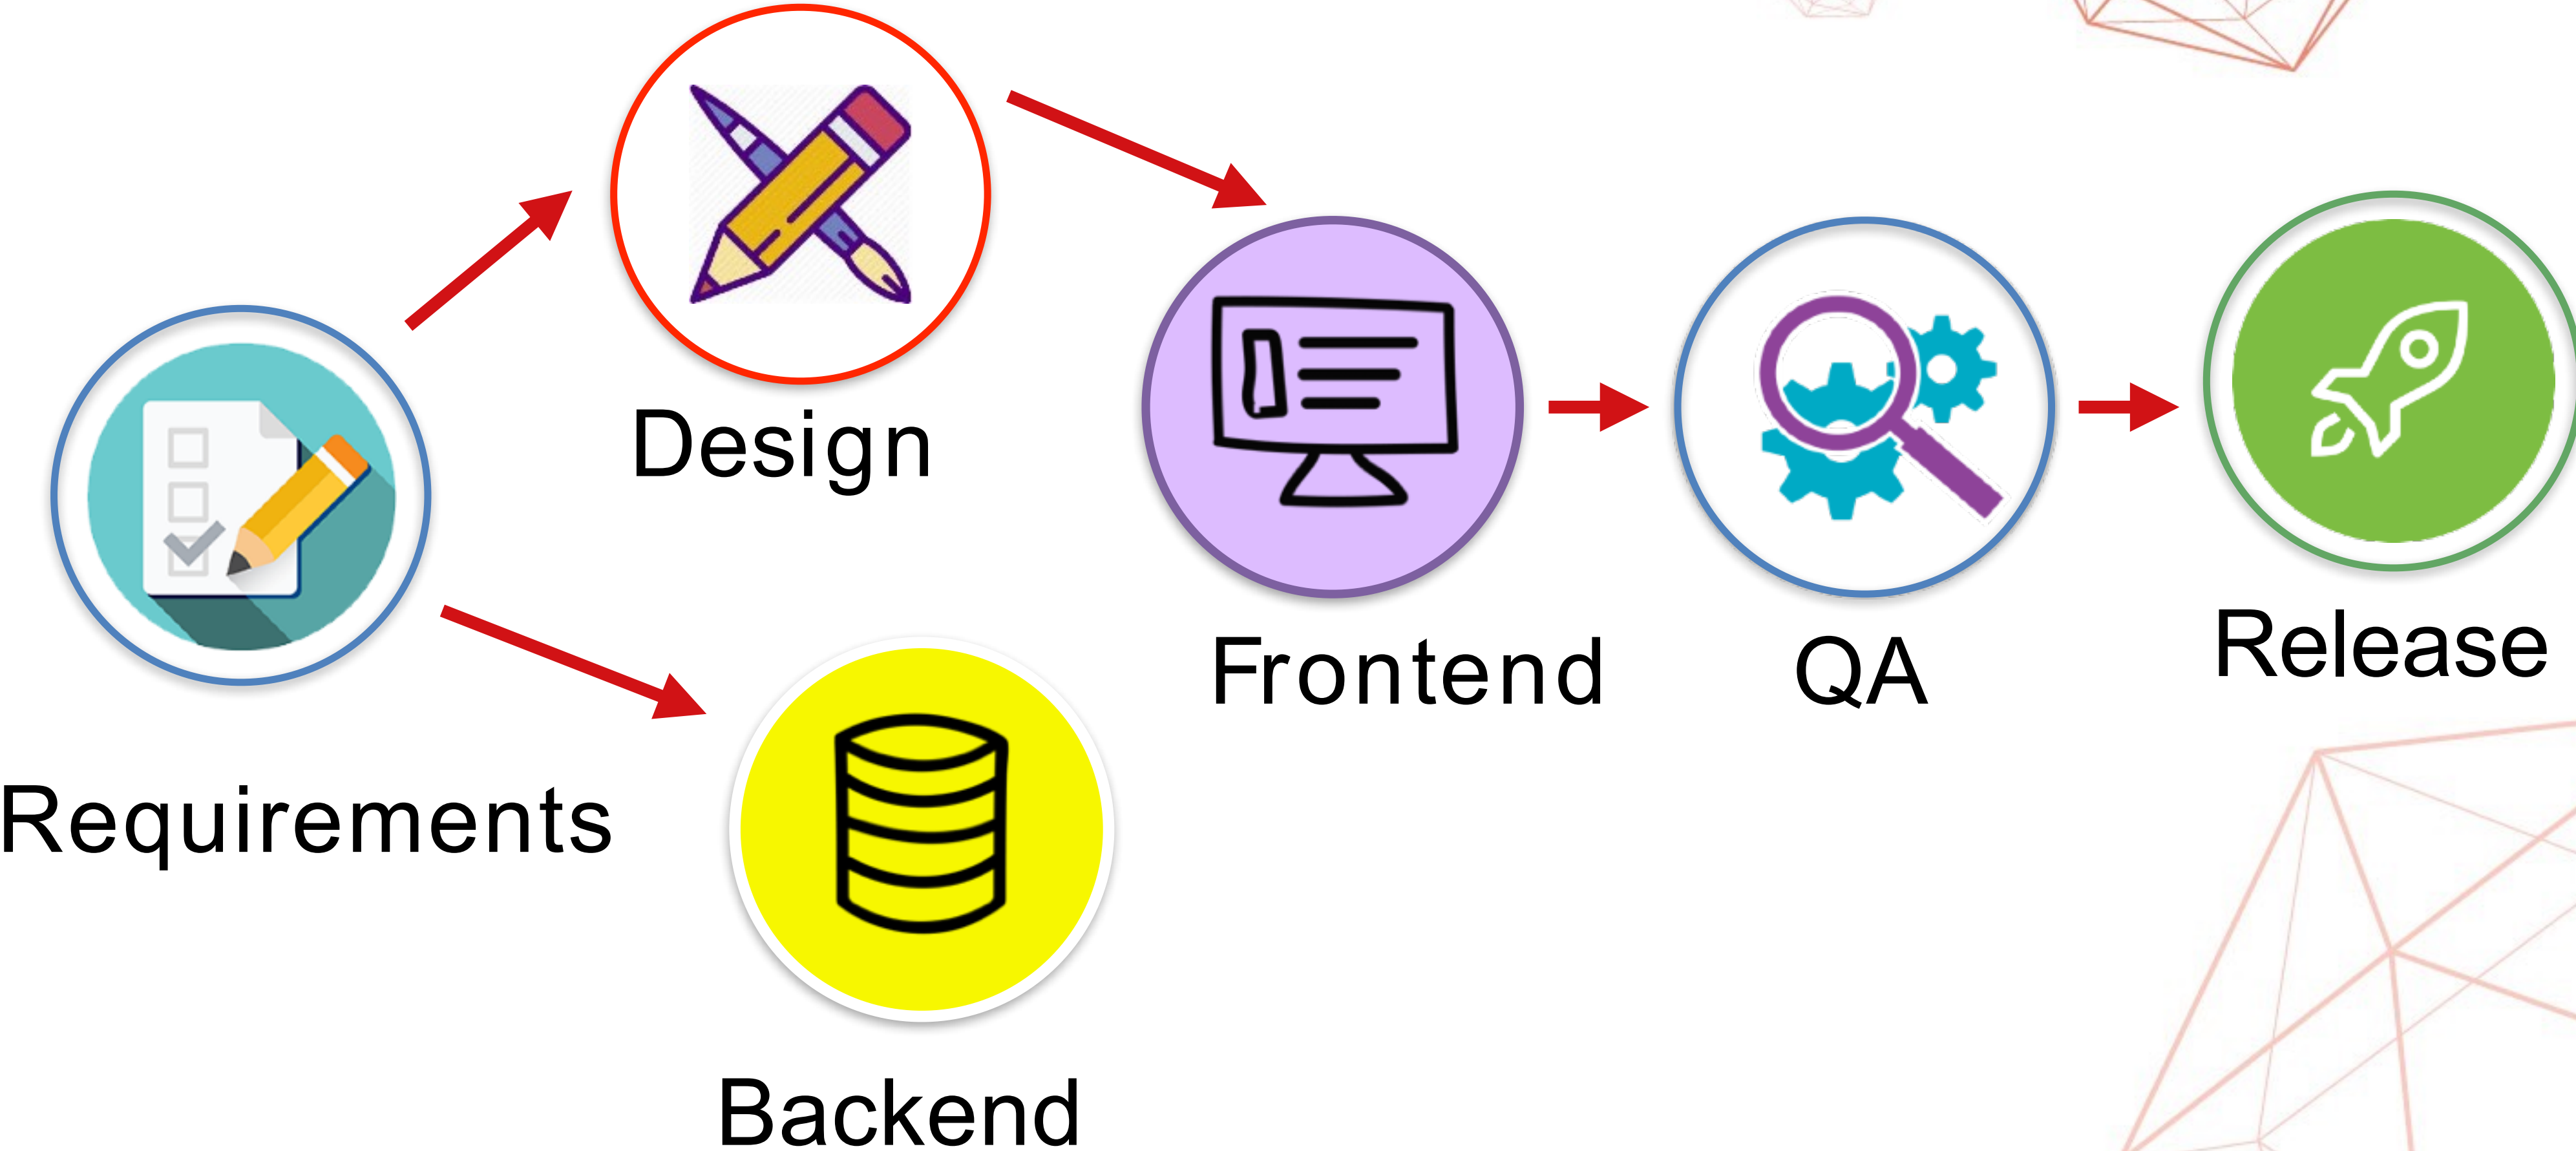 Design
Requirements
Backend
Frontend
QA
Release